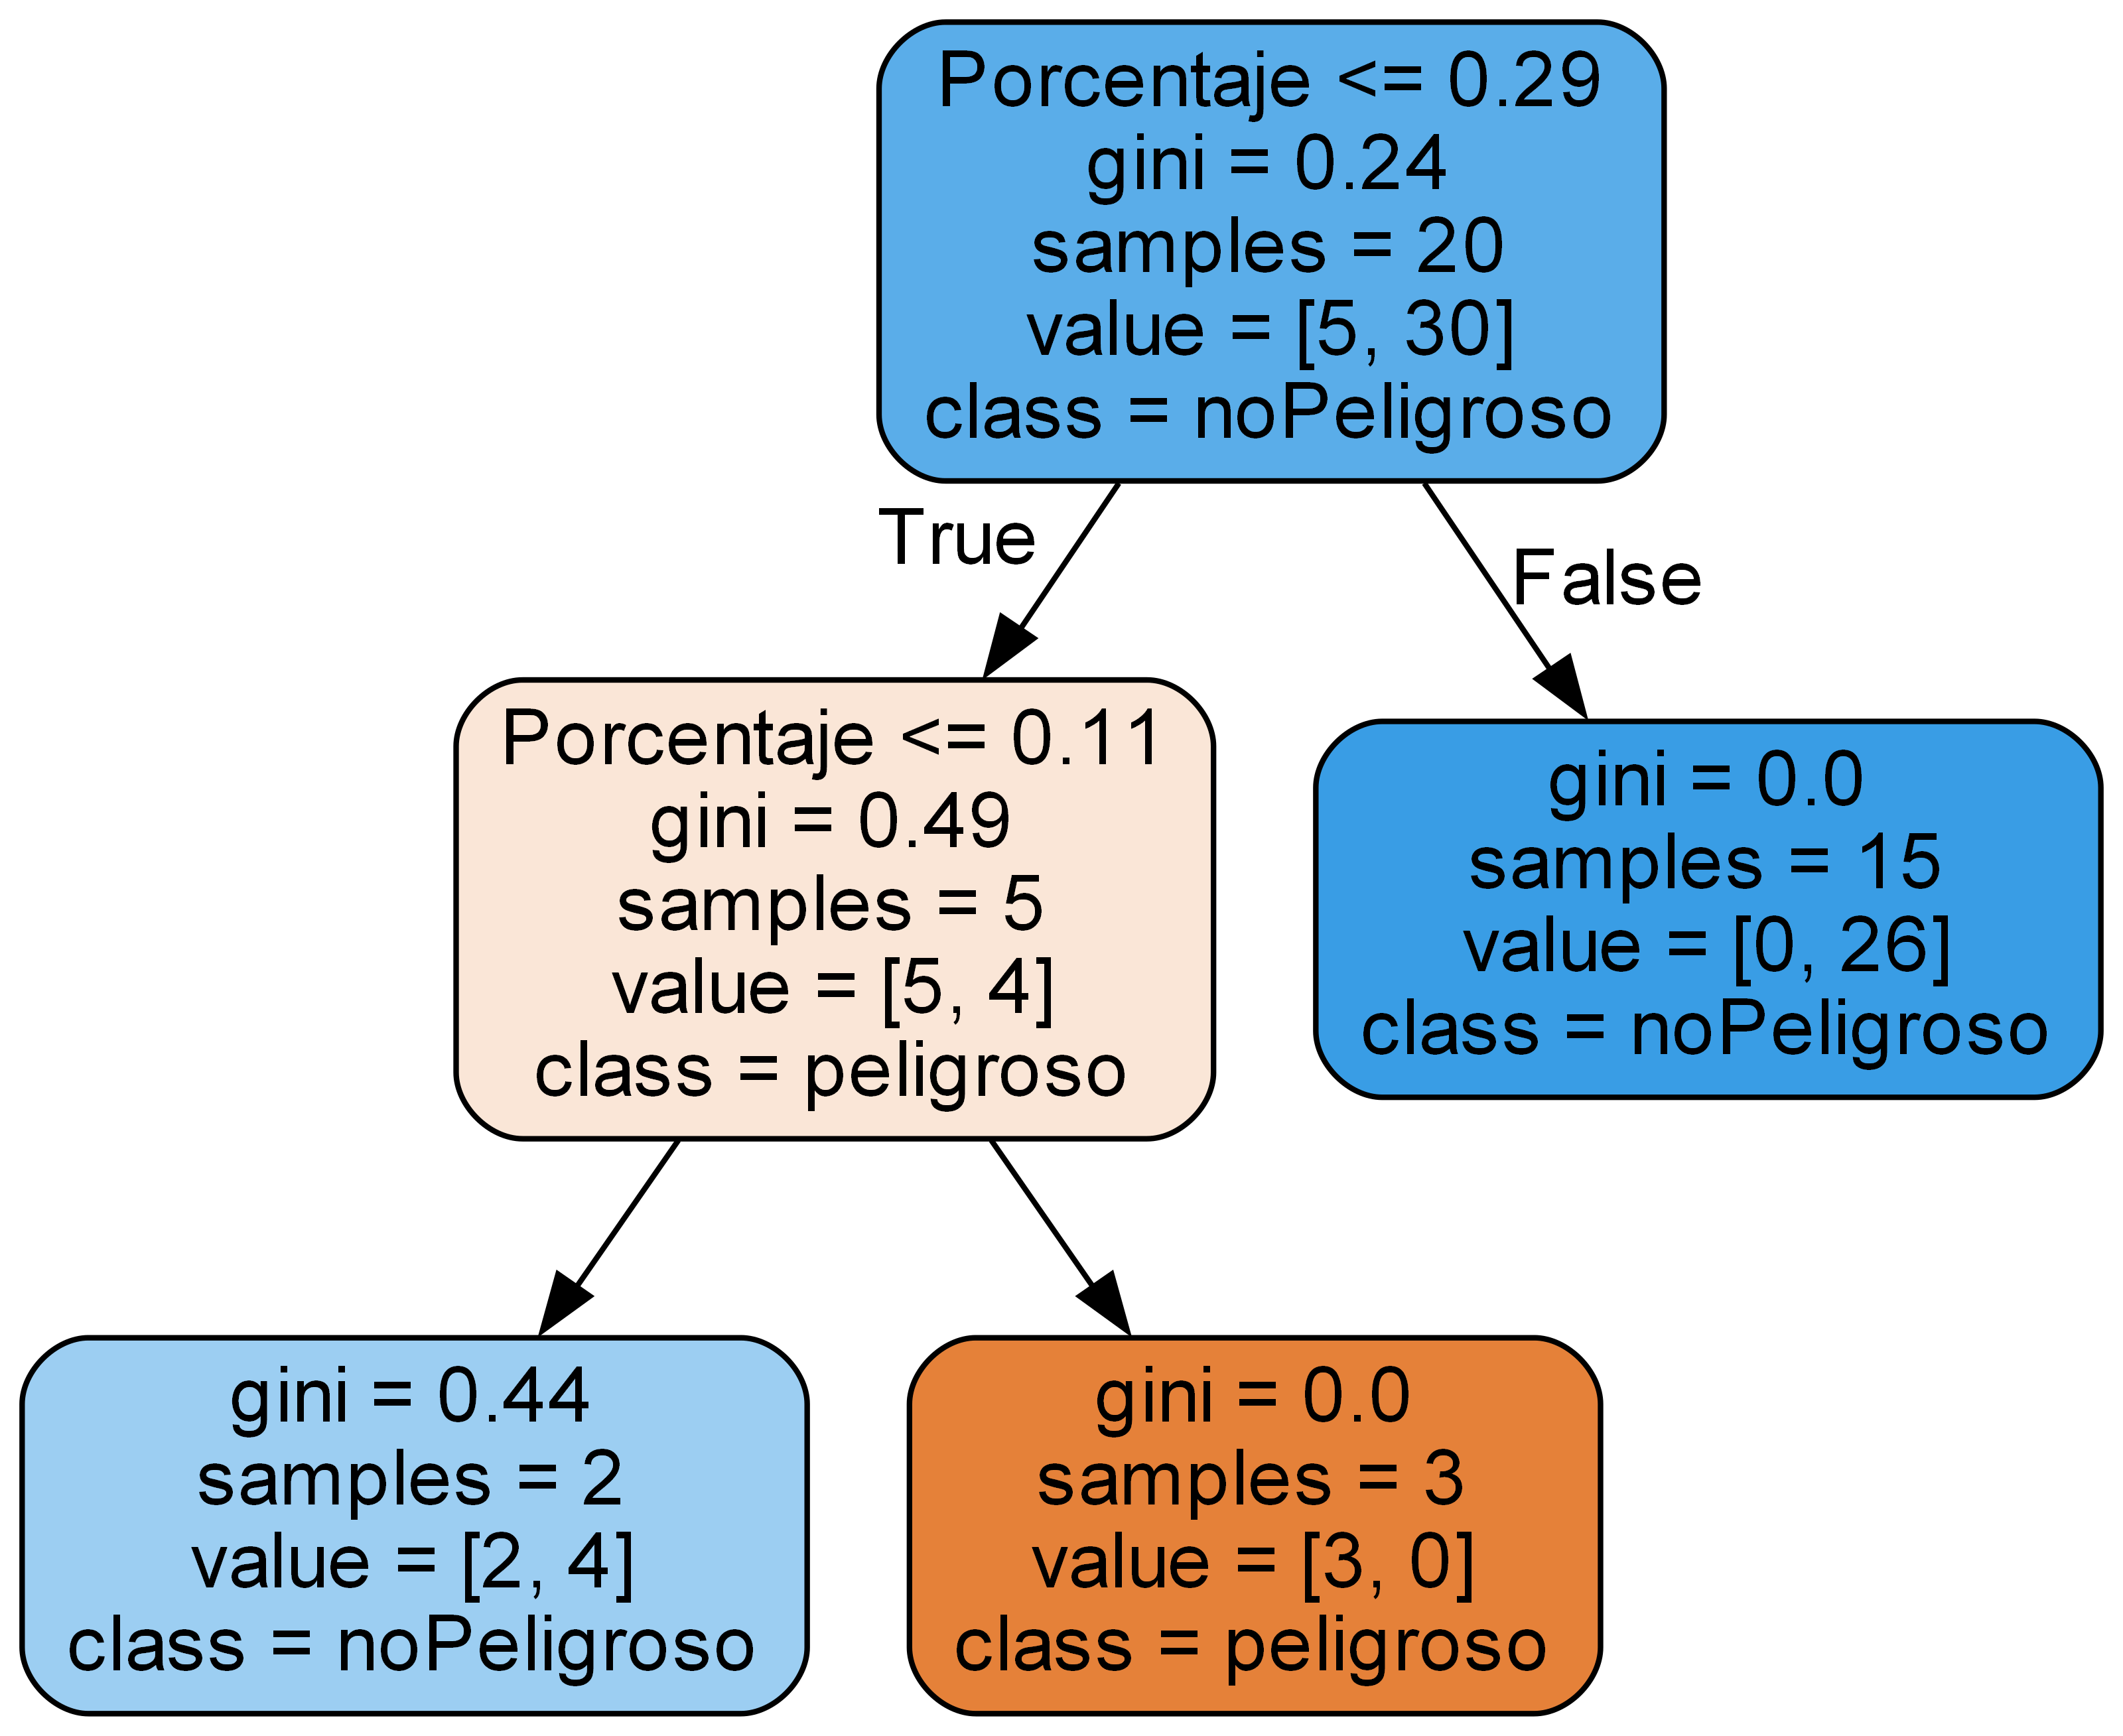 Porcentaje <= 0.29
gini = 0.24
samples = 20
value = [5, 30]
class = noPeligroso
True
False
Porcentaje <= 0.11
gini = 0.49
samples = 5
value = [5, 4]
class = peligroso
gini = 0.0
samples = 15
value = [0, 26]
class = noPeligroso
gini = 0.44
samples = 2
value = [2, 4]
class = noPeligroso
gini = 0.0
samples = 3
value = [3, 0]
class = peligroso